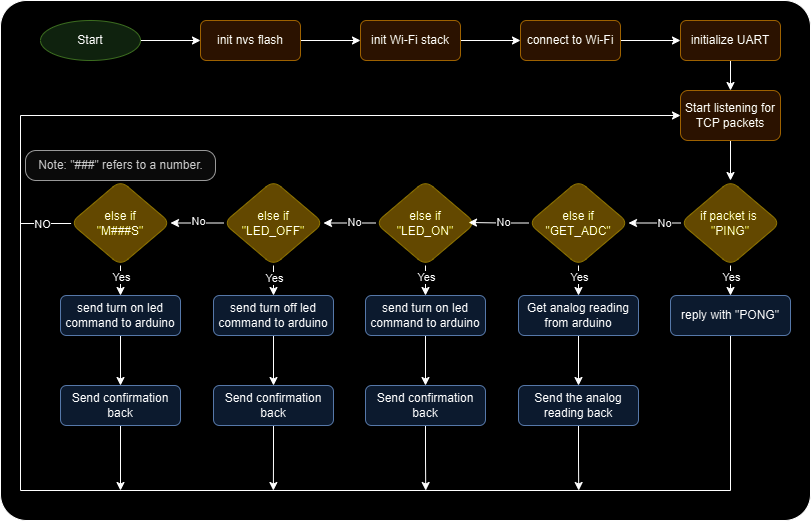 Start
init nvs flash
init Wi-Fi stack
connect to Wi-Fi
initialize UART
Start listening for
TCP packets
Note: "###" refers to a number.
if packet is
"PING"
No
else if
"GET_ADC"
No
else if
"LED_ON"
No
else if
"LED_OFF"
No
else if
"M###S"
NO
Yes
Yes
Yes
Yes
Yes
reply with "PONG"
Get analog reading
from arduino
send turn on led
command to arduino
send turn off led
command to arduino
send turn on led
command to arduino
Send the analog
reading back
Send confirmation
back
Send confirmation
back
Send confirmation
back